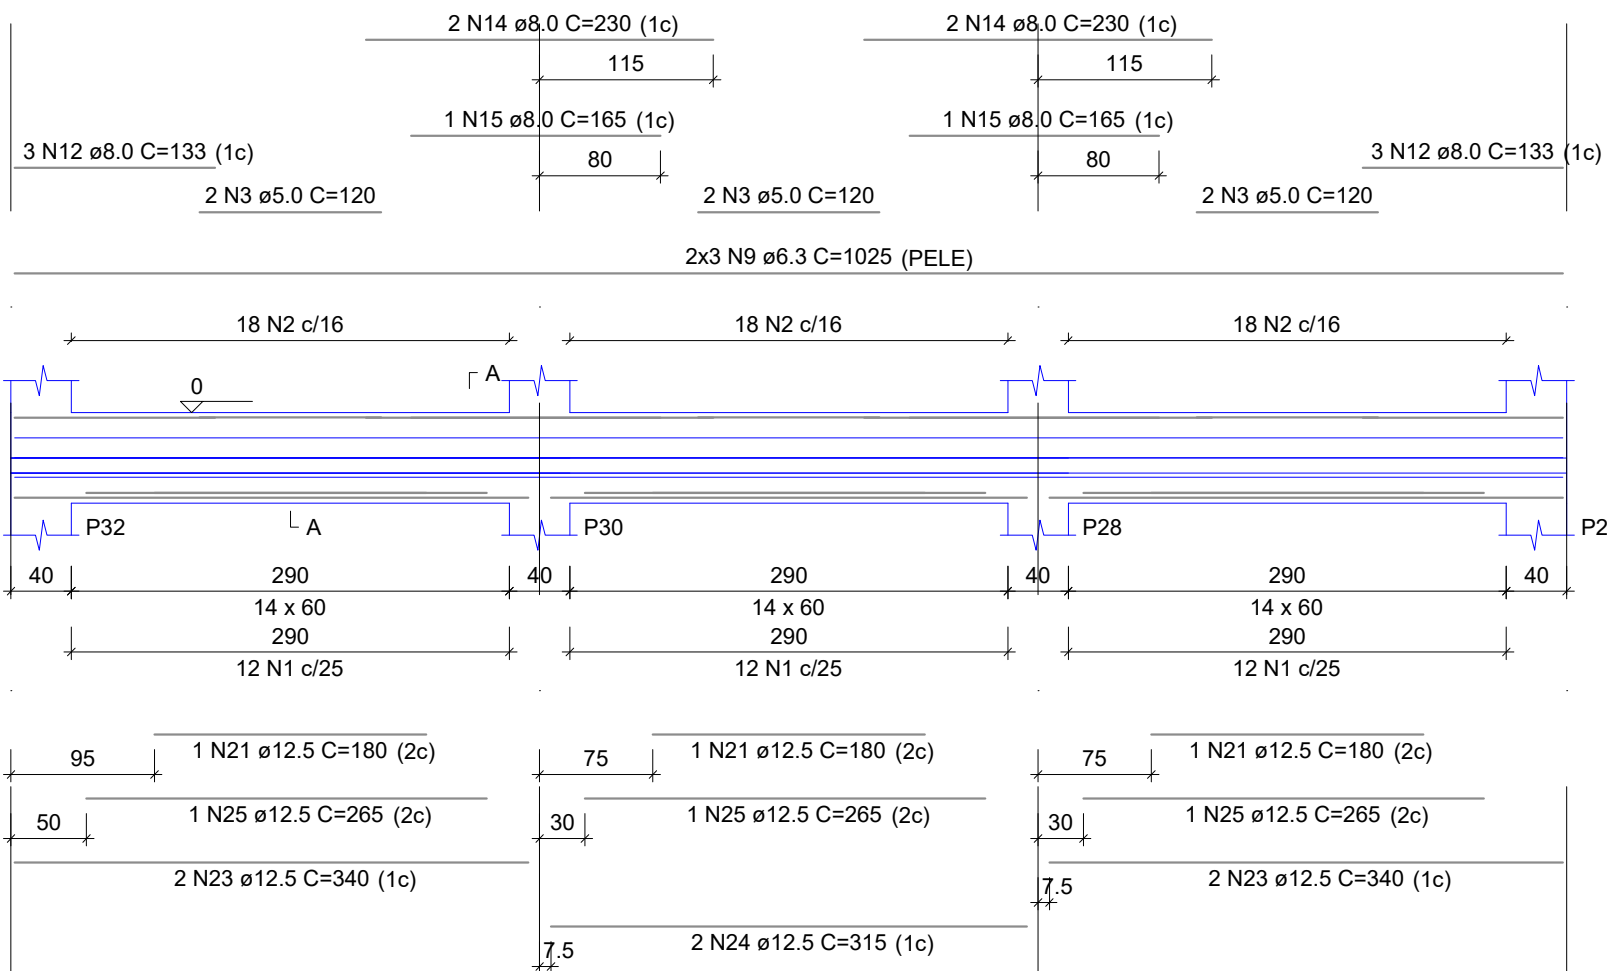 2 N14 ø8.0 C=230 (1c) 2 N14 ø8.0 C=230 (1c)
115 115
1 N15 ø8.0 C=165 (1c) 1 N15 ø8.0 C=165 (1c)
3 N12 ø8.0 C=133 (1c) 80 80 3 N12 ø8.0 C=133 (1c)
2 N3 ø5.0 C=120 2 N3 ø5.0 C=120 2 N3 ø5.0 C=120
2x3 N9 ø6.3 C=1025 (PELE)
18 N2 c/16 18 N2 c/16 18 N2 c/16
0 A
P32 A P30 P28 P2
40 290 40 290 40 290 40
14 x 60 14 x 60 14 x 60
290 290 290
12 N1 c/25 12 N1 c/25 12 N1 c/25
95 1 N21 ø12.5 C=180 (2c) 75 1 N21 ø12.5 C=180 (2c) 75 1 N21 ø12.5 C=180 (2c)
50 1 N25 ø12.5 C=265 (2c) 30 1 N25 ø12.5 C=265 (2c) 30 1 N25 ø12.5 C=265 (2c)
2 N23 ø12.5 C=340 (1c) 7.5 2 N23 ø12.5 C=340 (1c)
7.5 2 N24 ø12.5 C=315 (1c)